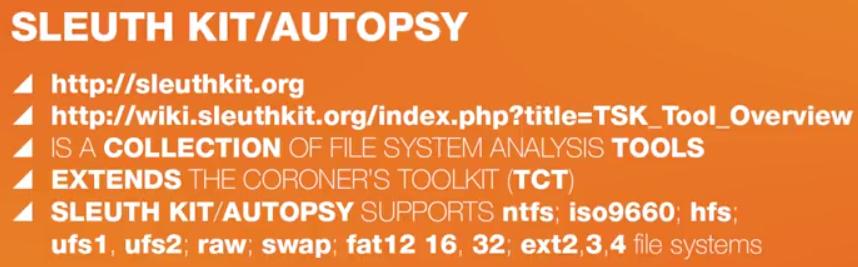 SLEUTH KIT/AUTOPSY
http://sleuthkit.org
http://wiki.sleuthkit.org/index.php?title=TSK_Tool_Overview
IS A COLLECTION OF FILE SYSTEM ANALYSIS TOOLS
EXTENDS THE CORONER'S TOOLKIT (TCT)
SLEUTH KIT/AUTOPSY SUPPORTS ntfs; iso9660; hfs;
ufs1, ufs2; raw; swap; fat12 16, 32; ext2,3,4 file systems